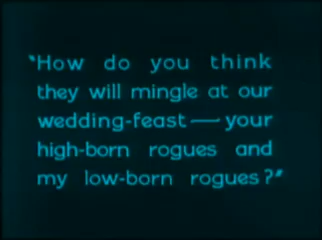 "How do you think
they will mingle at our
wedding-feast — your
high-born rogues and
my low-born rogues?"